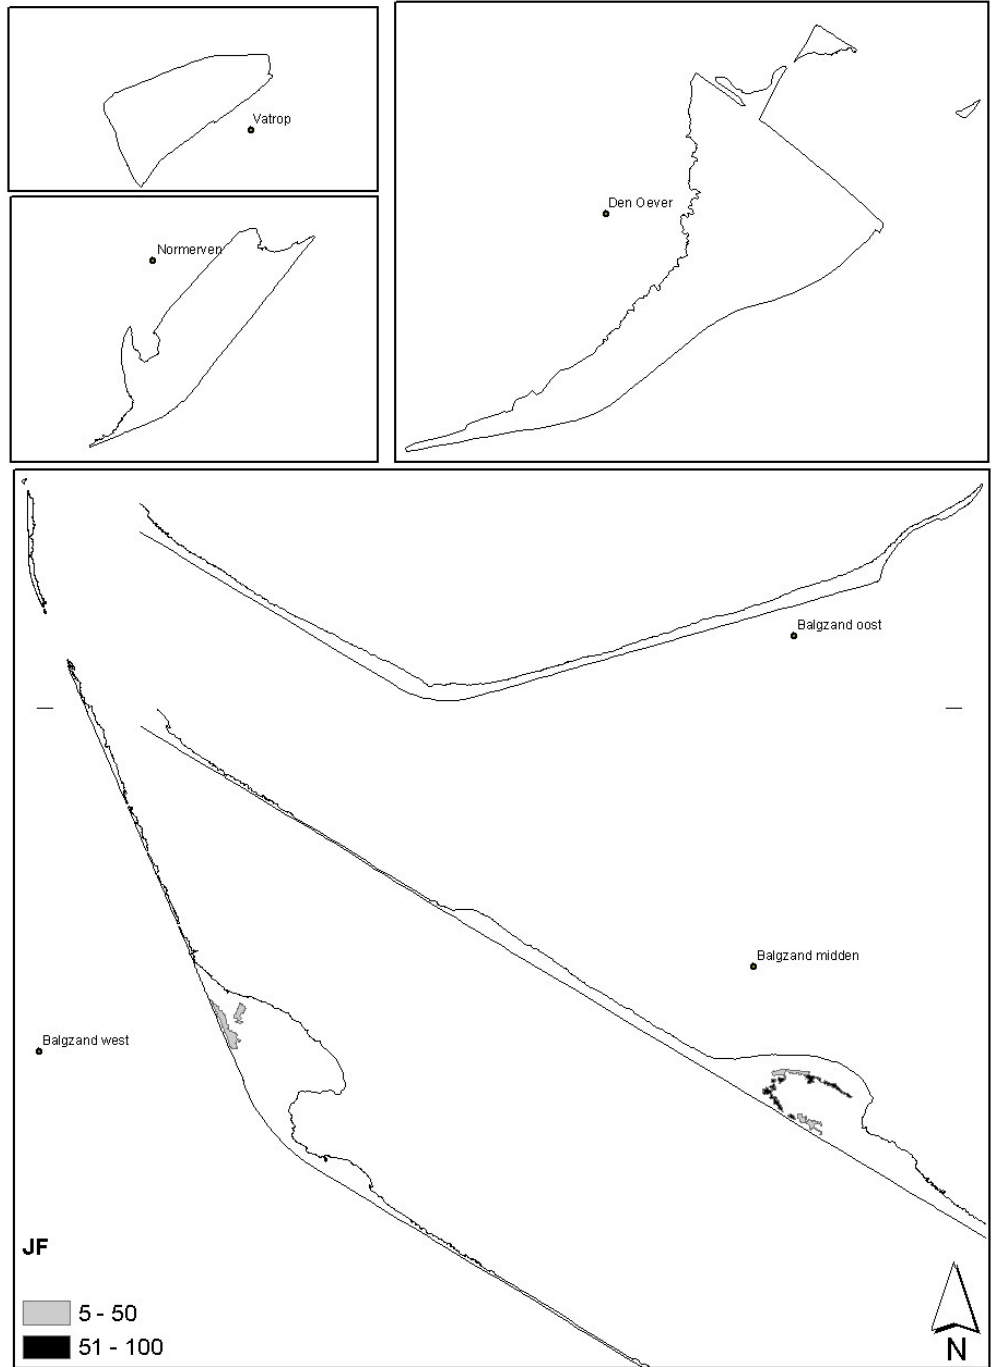 Vatrop
Den Oever
Normerven
Balgzand oost
Balgzand midden
Balgzand west
JF
5 - 50
51 - 100
N